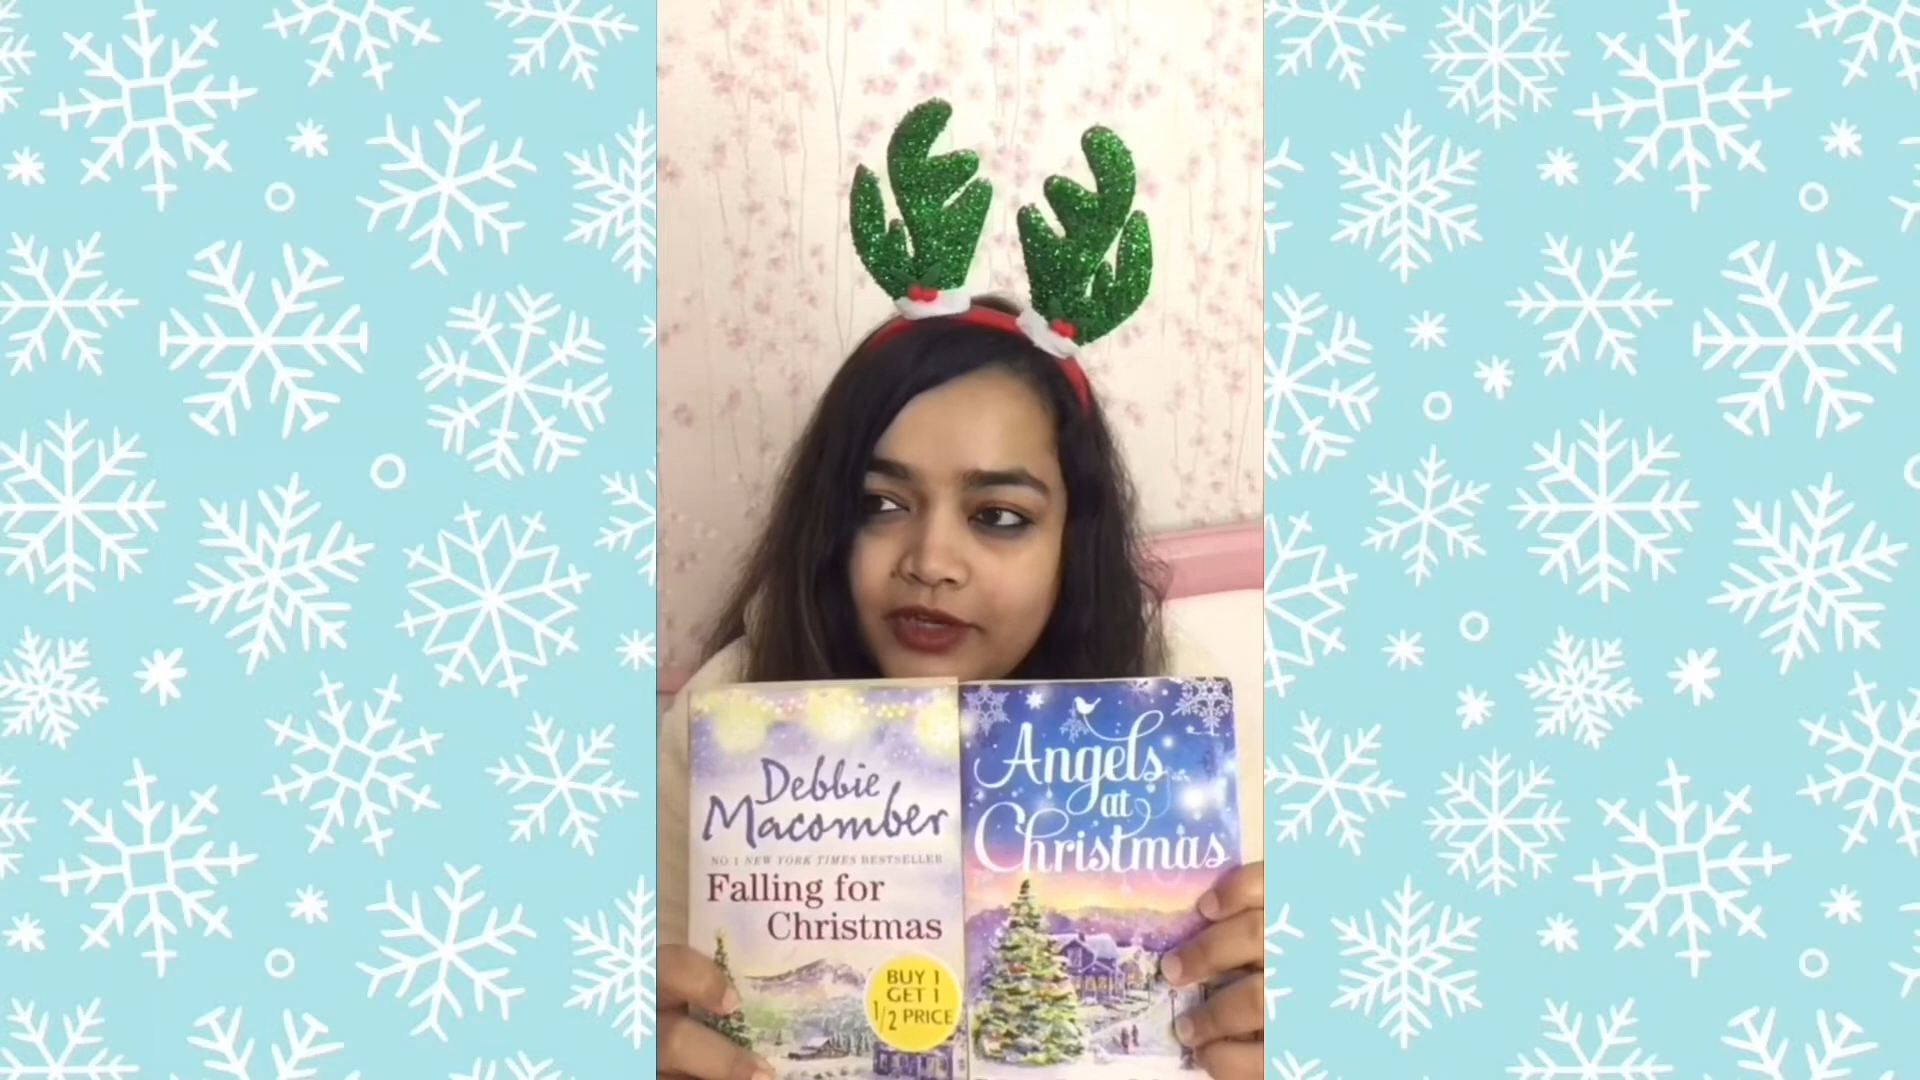 Debbie
Macomber
NO. 1 NEW YORK TIMES BESTSELLER
Falling for
Christmas
BUY 1
GET 1
1/2 PRICE
Angels
at
Christmas